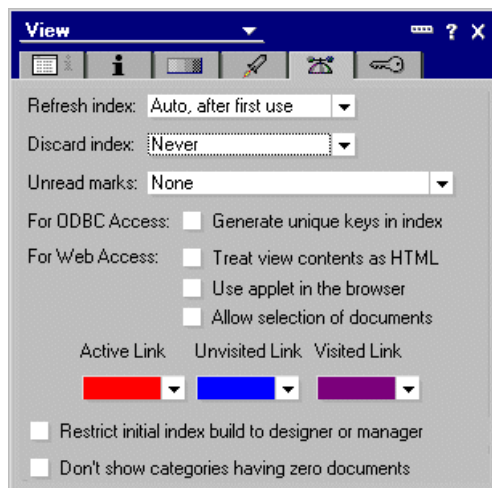 View
? X
i i
Refresh index: Auto, after first use
Discard index: Never
Unread marks: None
For ODBC Access: Generate unique keys in index
For Web Access: Treat view contents as HTML
Use applet in the browser
Allow selection of documents
Active Link Unvisited Link Visited Link
Restrict initial index build to designer or manager
Don't show categories having zero documents